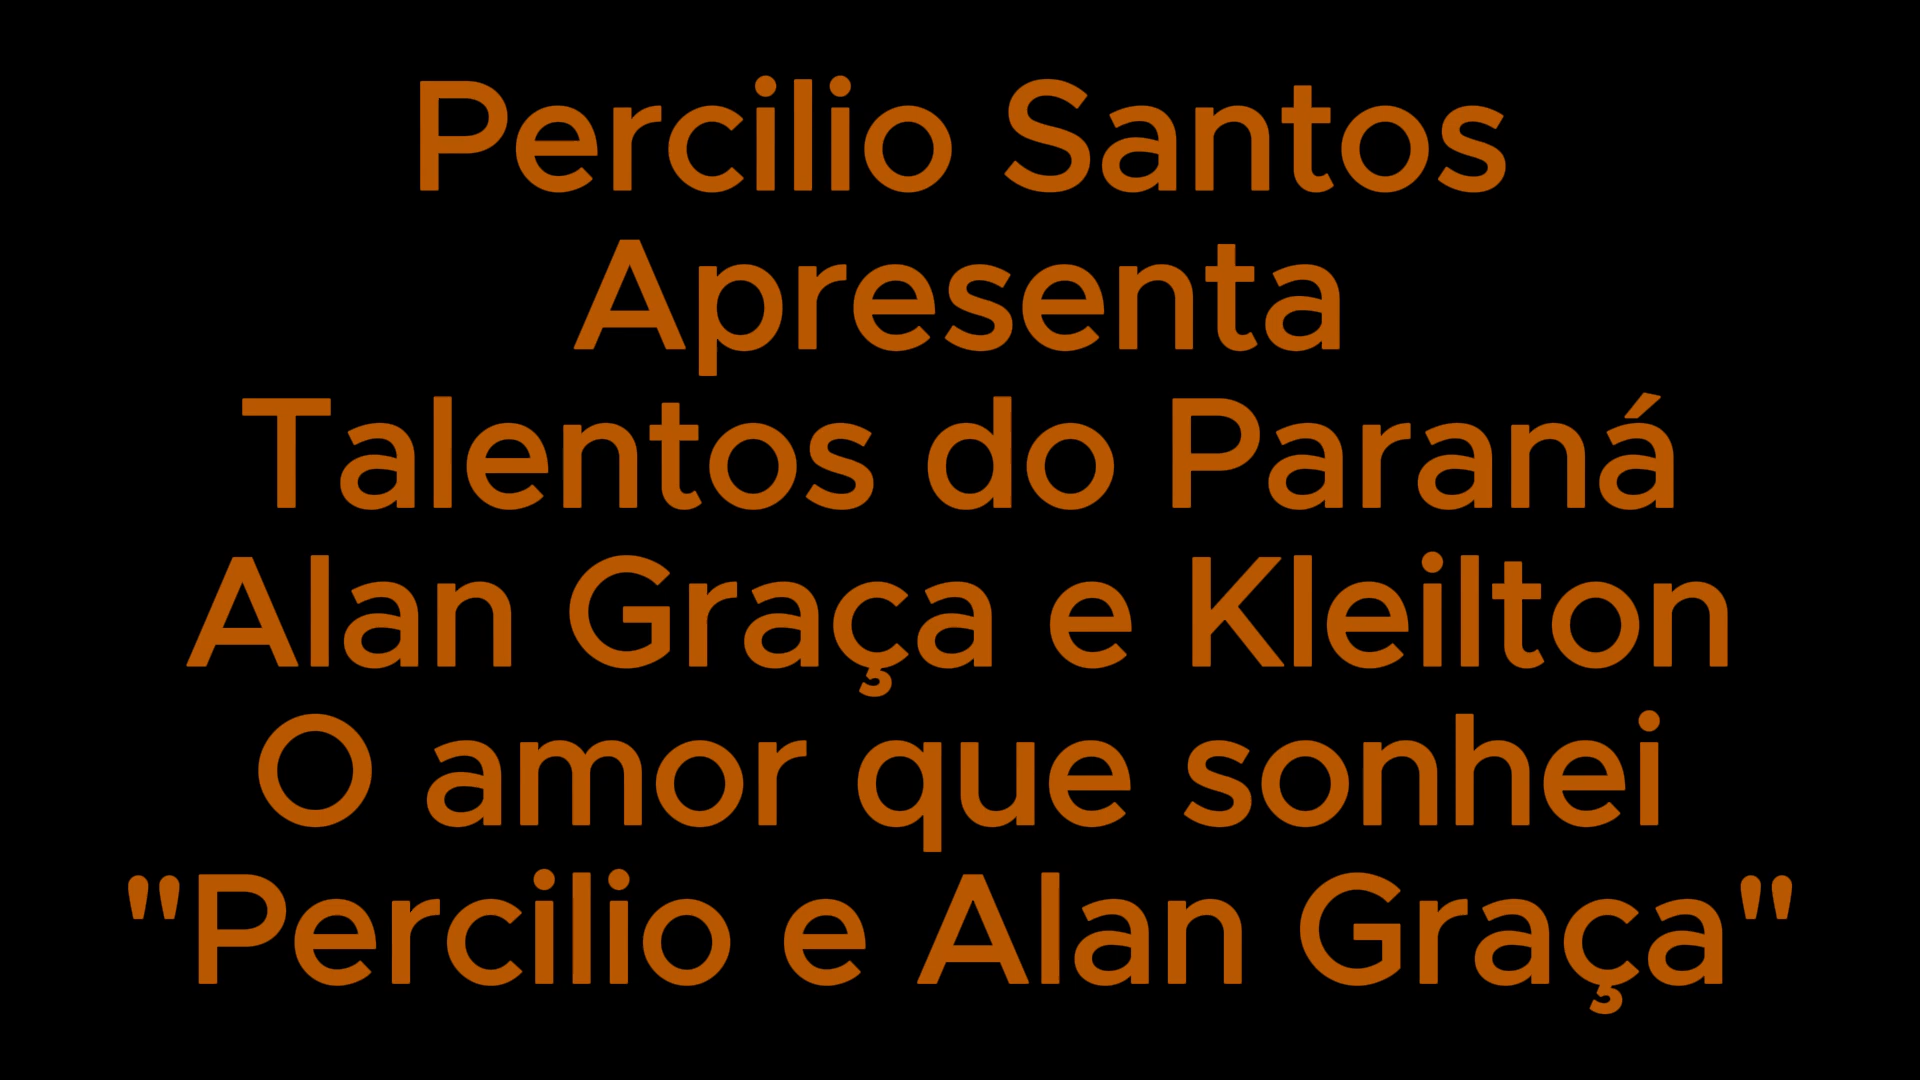 Percilio Santos
Apresenta
Talentos do Paraná
Alan Graça e Kleilton
O amor que sonhei
"Percilio e Alan Graça"